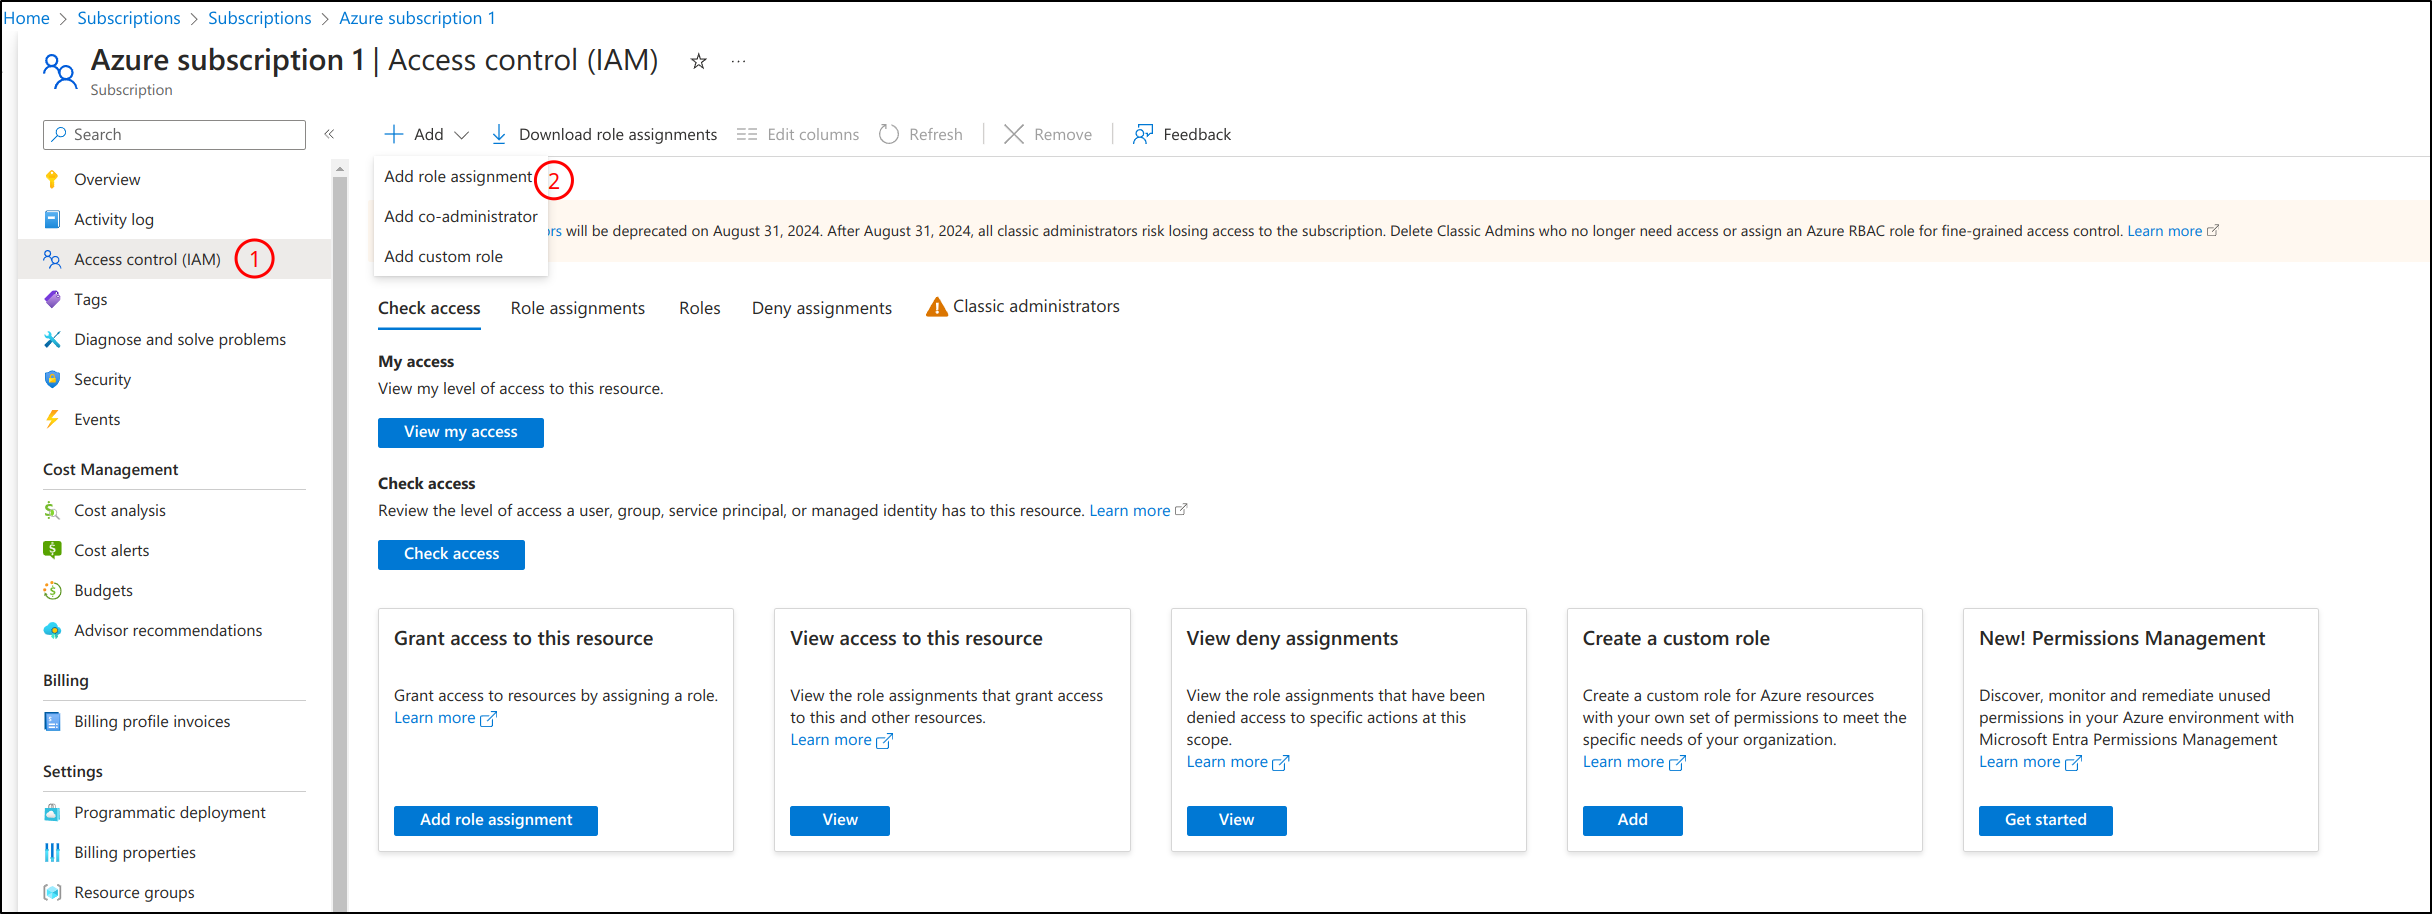 Home > Subscriptions > Subscriptions > Azure subscription 1
Azure subscription 1 | Access control (IAM)
Subscription
Search
Overview
Activity log
Access control (IAM) 1
Tags
Diagnose and solve problems
Security
Events
Cost Management
Cost analysis
Cost alerts
Budgets
Advisor recommendations
Billing
Billing profile invoices
Settings
Programmatic deployment
Billing properties
Resource groups
Add Download role assignments Edit columns Refresh Remove Feedback
Add role assignment 2
Add co-administrator
Add custom role
will be deprecated on August 31, 2024. After August 31, 2024, all classic administrators risk losing access to the subscription. Delete Classic Admins who no longer need access or assign an Azure RBAC role for fine-grained access control. Learn more
Check access Role assignments Roles Deny assignments Classic administrators
My access
View my level of access to this resource.
View my access
Check access
Review the level of access a user, group, service principal, or managed identity has to this resource. Learn more
Check access
Grant access to this resource
Grant access to resources by assigning a role.
Learn more
Add role assignment
View access to this resource
View the role assignments that grant access
to this and other resources.
Learn more
View
View deny assignments
View the role assignments that have been
denied access to specific actions at this
scope.
Learn more
View
Create a custom role
Create a custom role for Azure resources
with your own set of permissions to meet the
specific needs of your organization.
Learn more
Add
New! Permissions Management
Discover, monitor and remediate unused
permissions in your Azure environment with
Microsoft Entra Permissions Management
Learn more
Get started